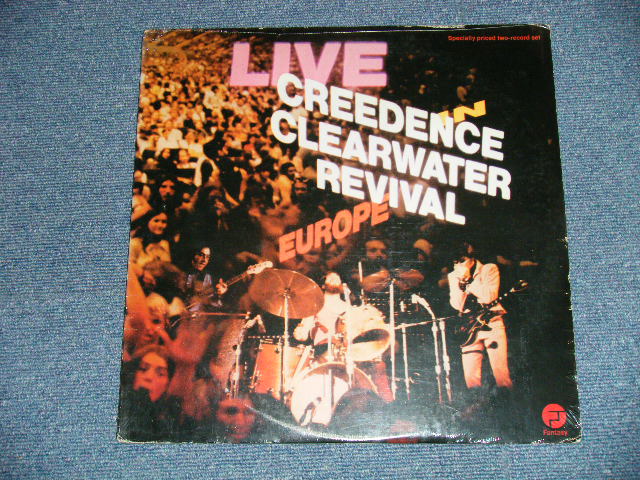 Specially priced two-record set
LIVE
IN
CREEDENCE
CLEARWATER
REVIVAL
EUROPE
Fantasy